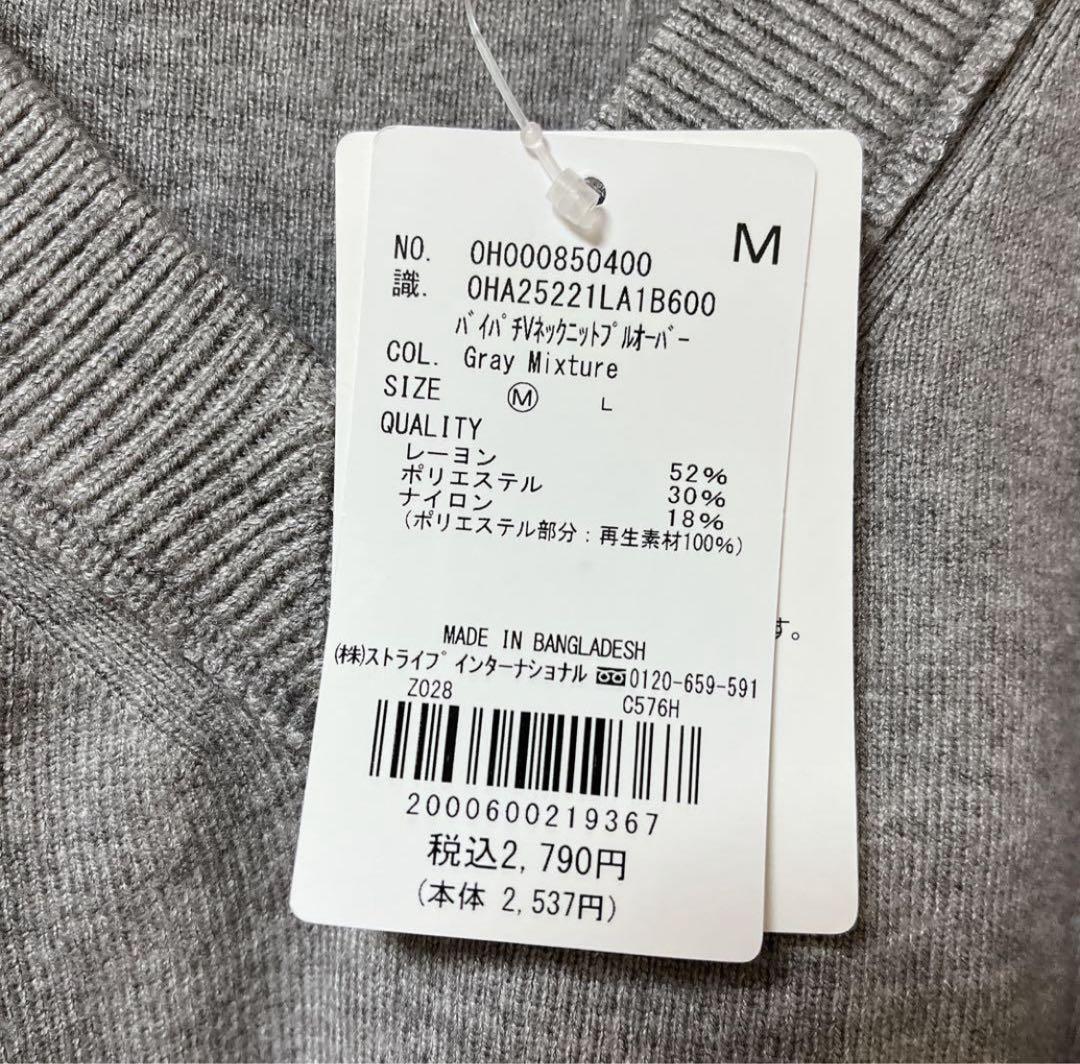 M
NO. 0H000850400
識. OHA25221LA1B600
ﾊﾞｲﾊﾟﾁVﾈｯｸﾆｯﾄﾌﾟﾙｵｰﾊﾞｰ
COL. Gray Mixture
SIZE Ⓜ L
QUALITY
レーヨン 52%
ポリエステル 30%
ナイロン 18%
(ポリエステル部分:再生素材100%)
す。
MADE IN BANGLADESH
(株)ストライプ インターナショナル 0120-659-591
Z028 C576H
2000600219367
税込2,790円
(本体 2,537円)